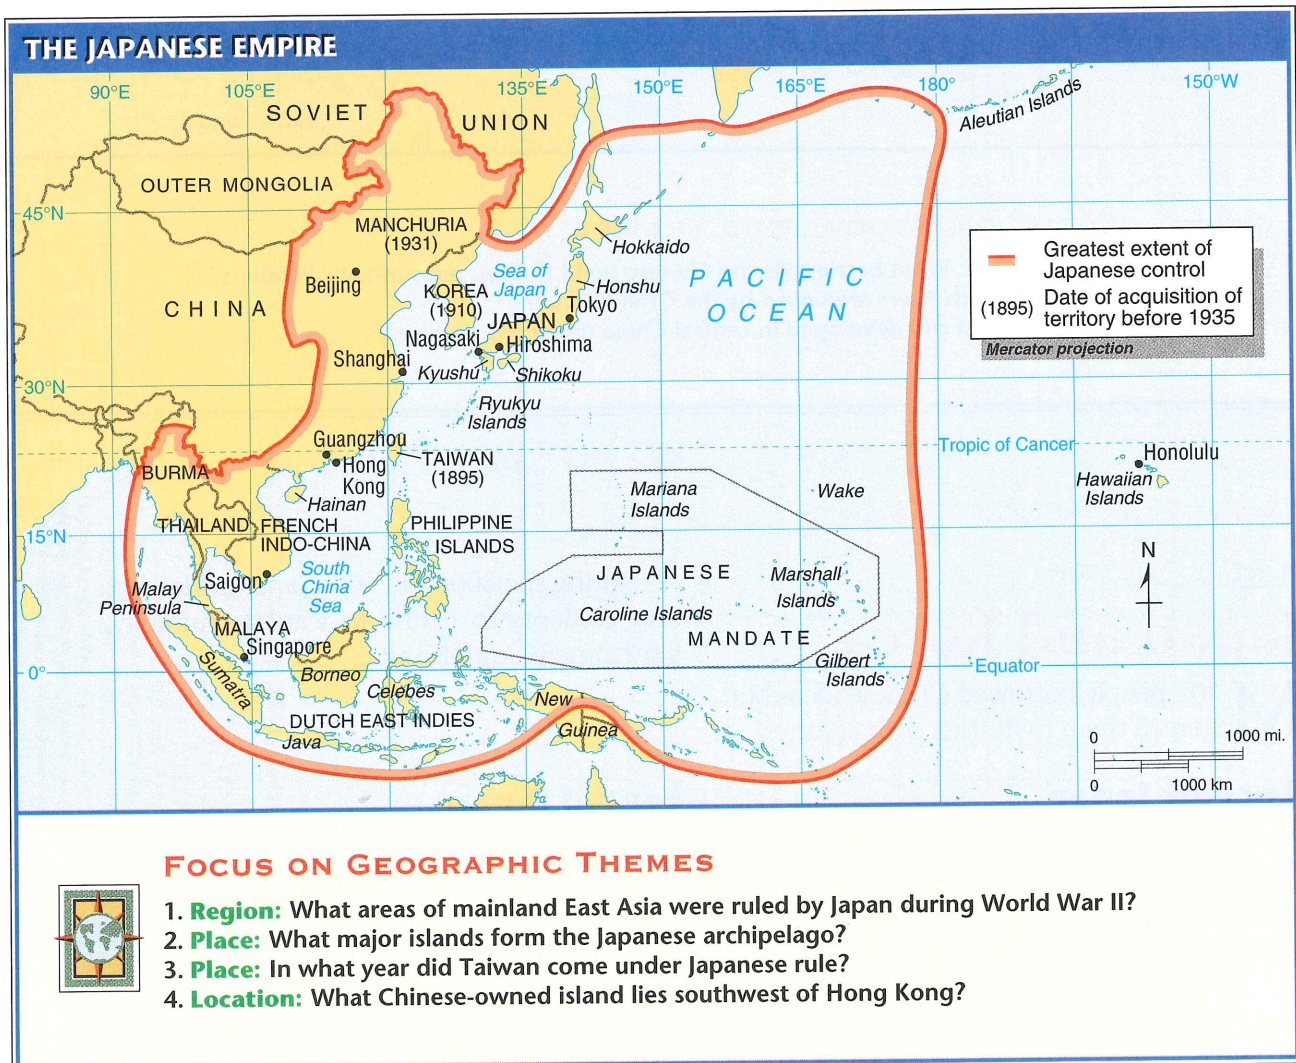 THE JAPANESE EMPIRE
90°E
105°E
135°E
150°E
165°E
180°
150°W
SOVIET UNION
Aleutian Islands
OUTER MONGOLIA
45°N
MANCHURIA
(1931)
Hokkaido
Beijing
Sea of
Japan
Honshu
PACIFIC
OCEAN
Greatest extent of
Japanese control
(1895) Date of acquisition of
territory before 1935
Mercator projection
CHINA
KOREA
(1910)
JAPAN
Tokyo
Nagasaki
Hiroshima
Shanghai
Kyushu
Shikoku
30°N
Ryukyu
Islands
Guangzhou
Tropic of Cancer
Honolulu
BURMA
Hong
Kong
TAIWAN
(1895)
Hawaiian
Islands
Hainan
Mariana
Islands
Wake
THAILAND
FRENCH
INDO-CHINA
PHILIPPINE
ISLANDS
15°N
N
Saigon
South
China
Sea
JAPANESE
MANDATE
Marshall
Islands
Malay
Peninsula
Caroline Islands
MALAYA
Singapore
Gilbert
Islands
Equator
0°
Sumatra
Borneo
Celebes
New
Guinea
DUTCH EAST INDIES
Java
0
1000 mi.
0
1000 km
FOCUS ON GEOGRAPHIC THEMES
1. Region: What areas of mainland East Asia were ruled by Japan during World War II?
2. Place: What major islands form the Japanese archipelago?
3. Place: In what year did Taiwan come under Japanese rule?
4. Location: What Chinese-owned island lies southwest of Hong Kong?